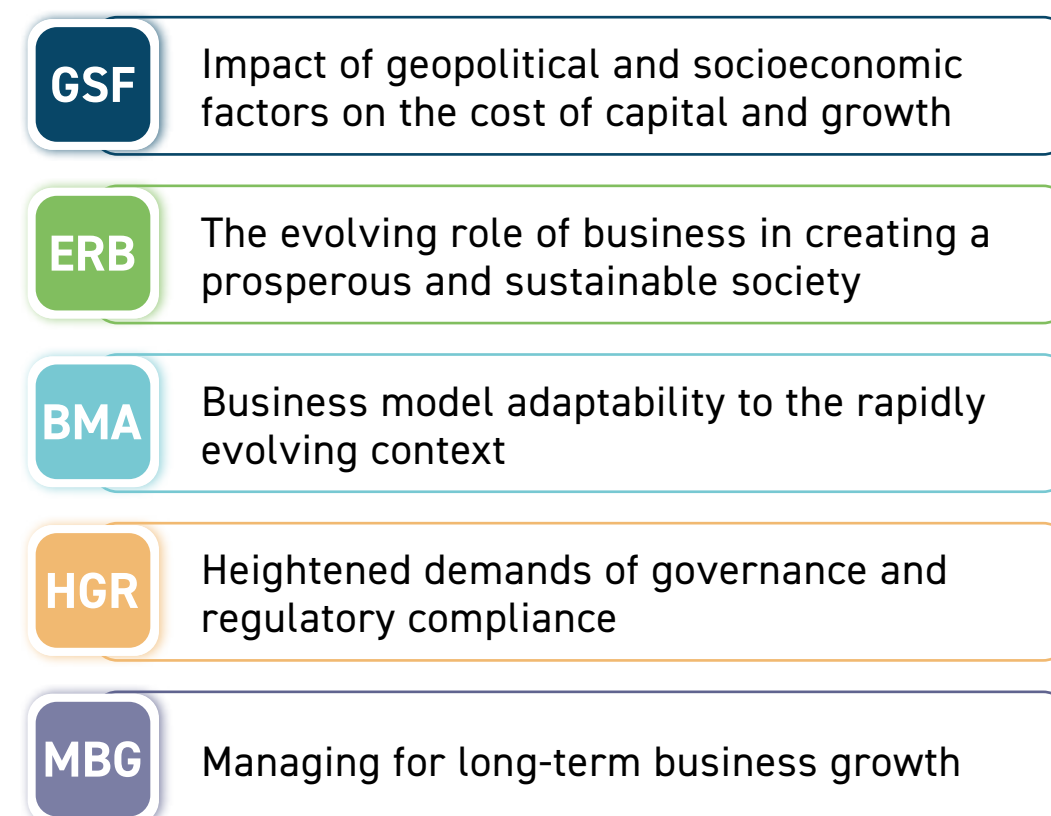 GSF
Impact of geopolitical and socioeconomic
factors on the cost of capital and growth
ERB
The evolving role of business in creating a
prosperous and sustainable society
BMA
Business model adaptability to the rapidly
evolving context
HGR
Heightened demands of governance and
regulatory compliance
MBG
Managing for long-term business growth